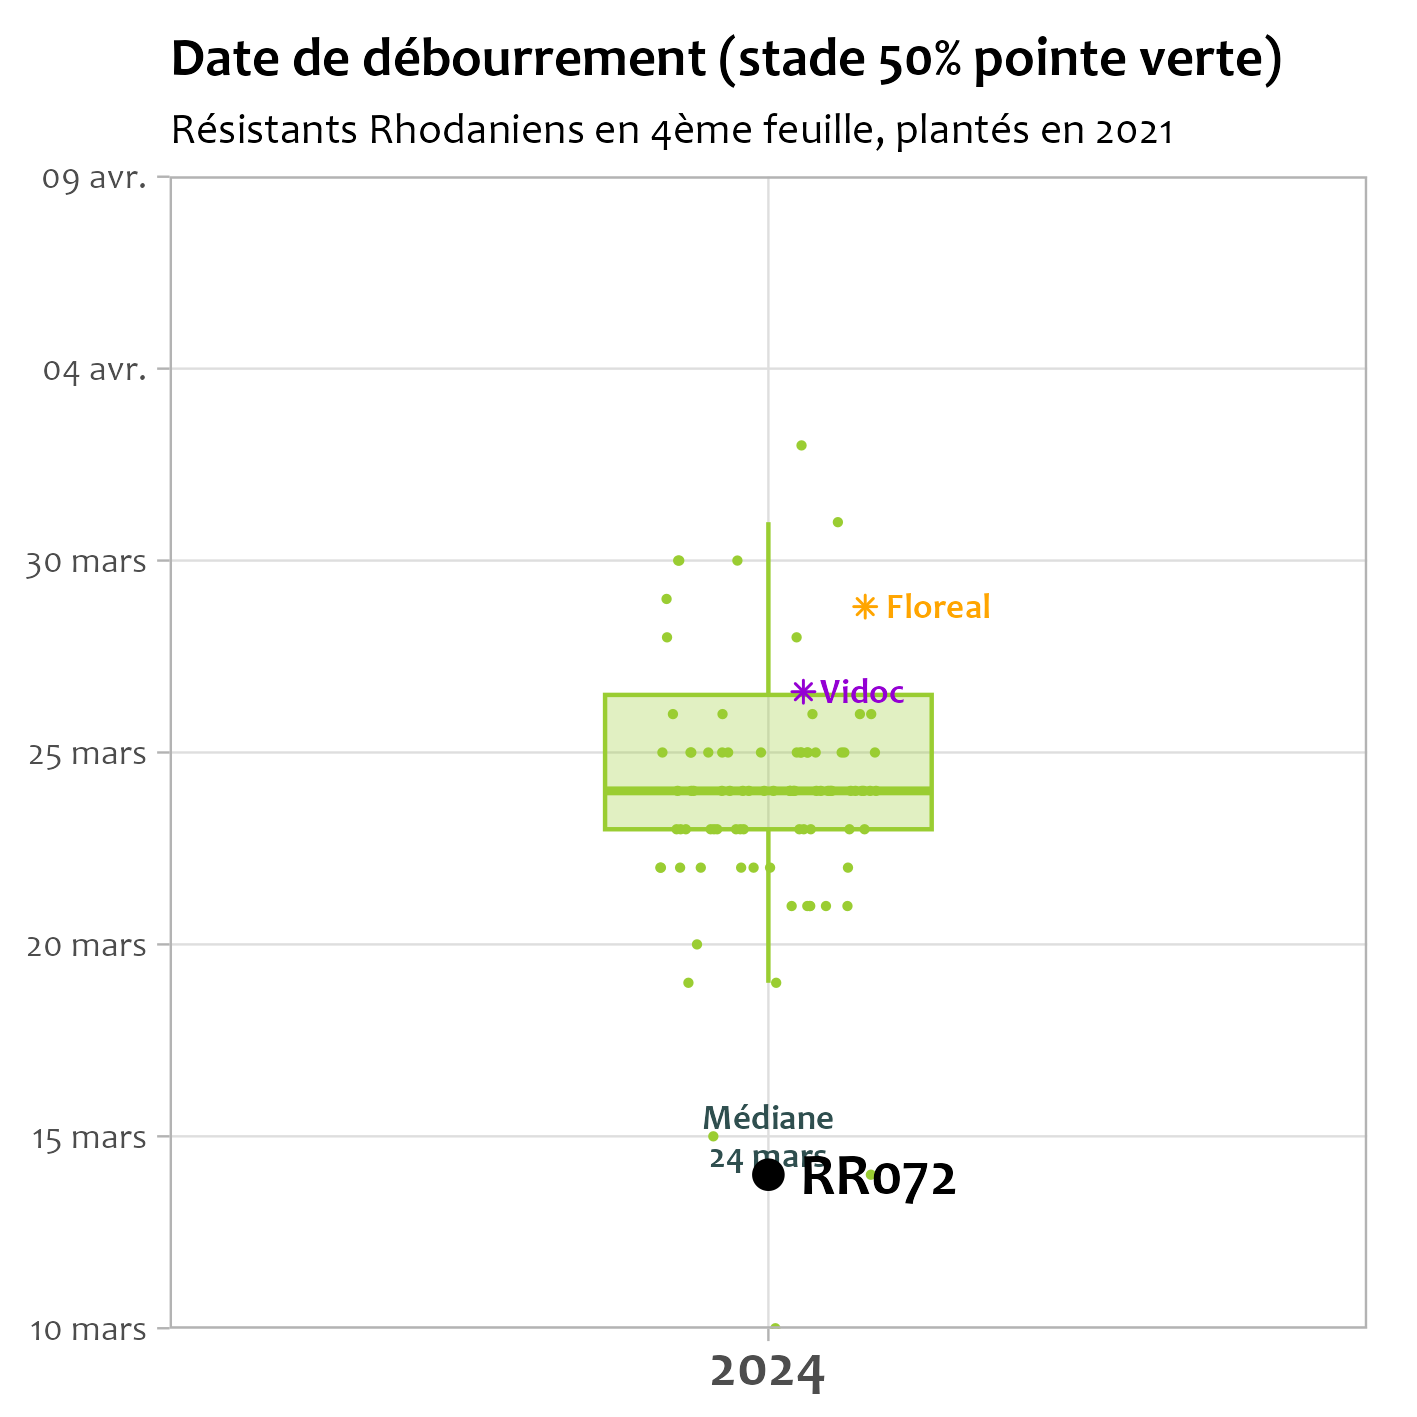 Date de débourrement (stade 50% pointe verte)
Résistants Rhodaniens en 4ème feuille, plantés en 2021
09 avr.
04 avr.
30 mars
25 mars
20 mars
15 mars
10 mars
Floreal
Vidoc
Médiane
24 mars
RR072
2024